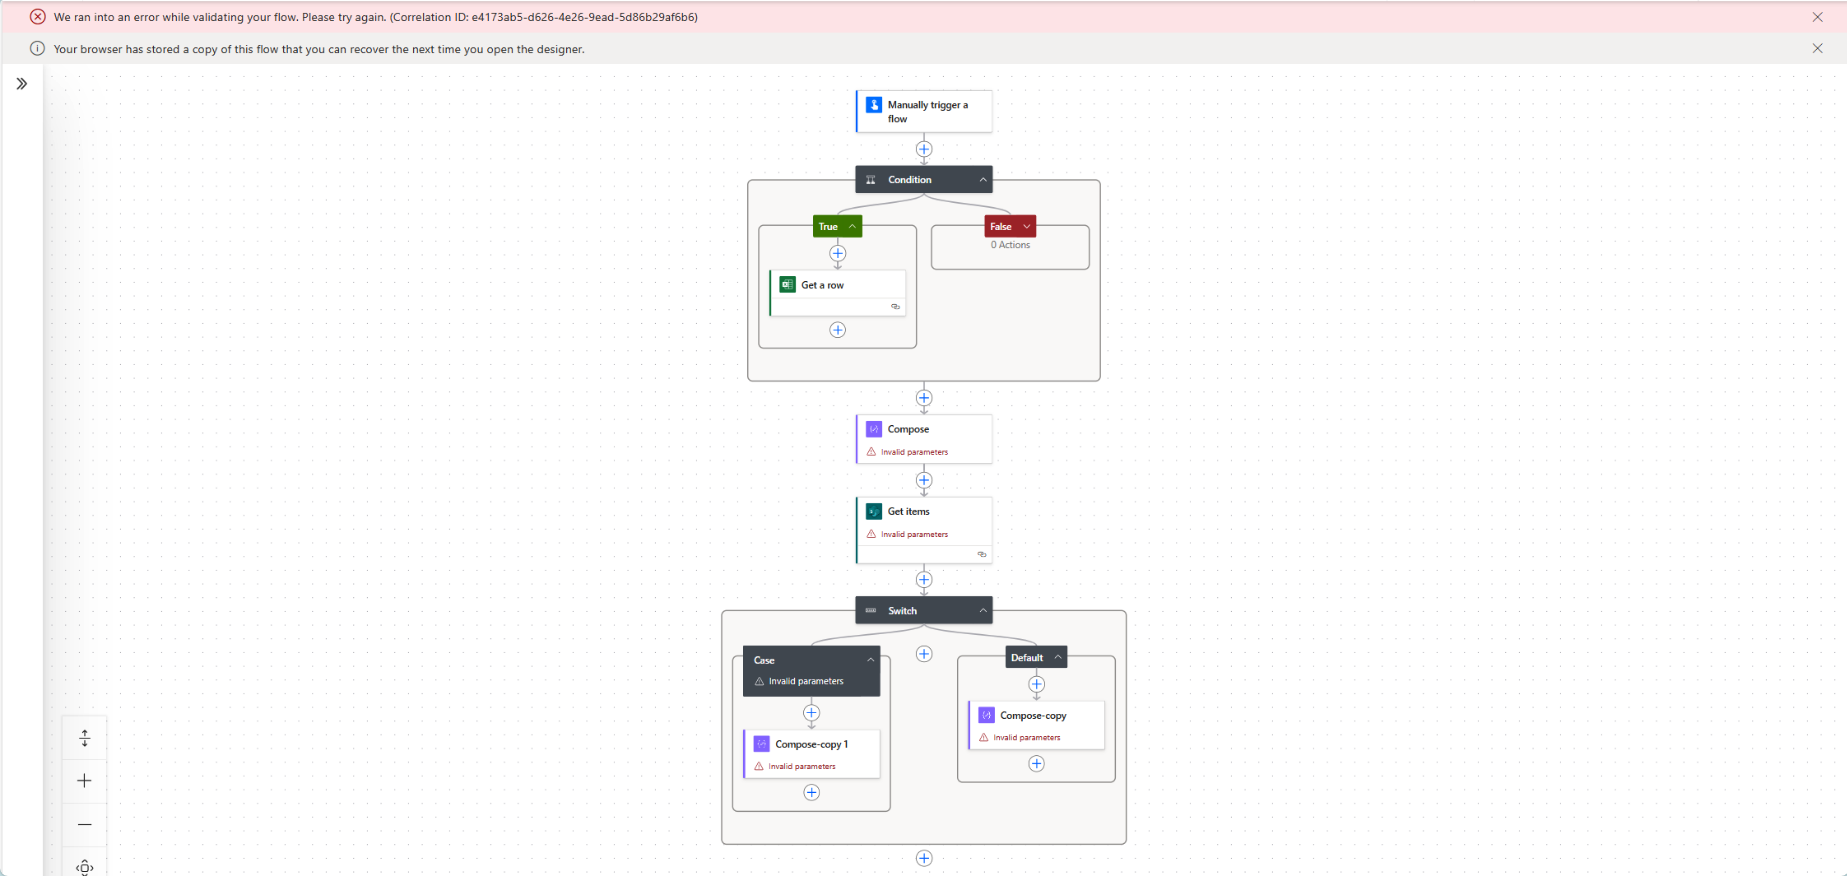 We ran into an error while validating your flow. Please try again. (Correlation ID: e4173ab5-d626-4e26-9ead-5d86b29af6b6)
Your browser has stored a copy of this flow that you can recover the next time you open the designer.
Manually trigger a
flow
Condition
True
False
0 Actions
Get a row
Compose
Invalid parameters
Get items
Invalid parameters
Switch
Case
Invalid parameters
Default
Compose-copy
Invalid parameters
Compose-copy 1
Invalid parameters